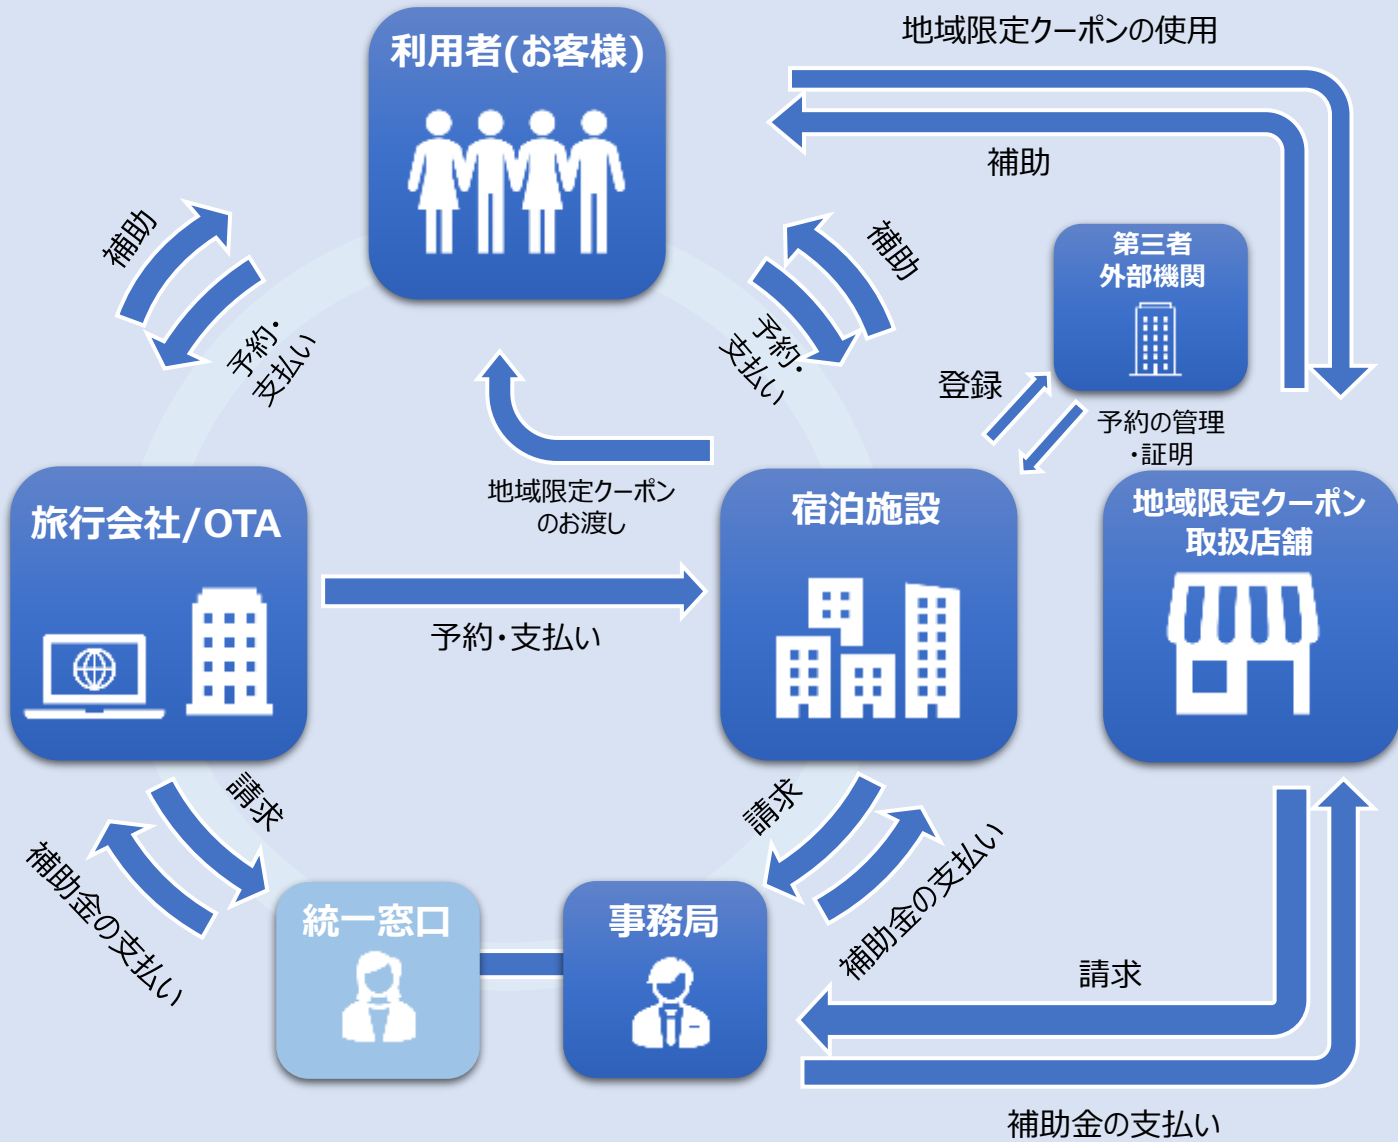 利用者(お客様)
地域限定クーポンの使用
補助
補助
予約・
支払い
補助
予約・
支払い
第三者
外部機関
登録
予約の管理
・証明
地域限定クーポン
のお渡し
旅行会社/OTA
予約・支払い
宿泊施設
地域限定クーポン
取扱店舗
請求
補助金の支払い
請求
補助金の支払い
統一窓口
事務局
請求
補助金の支払い